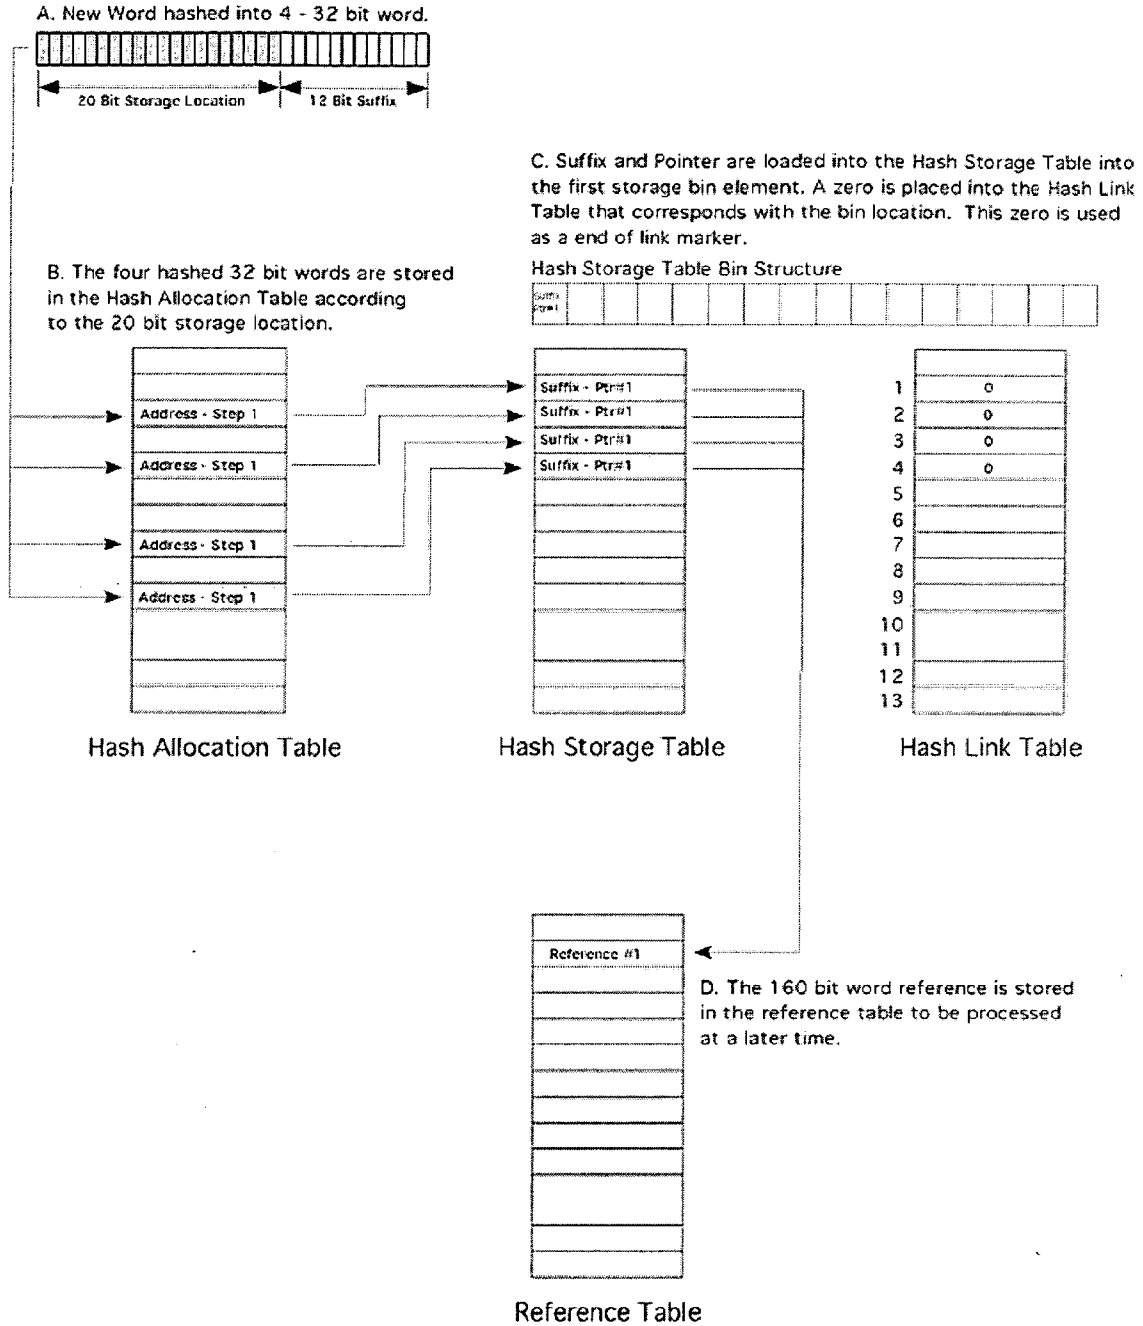 A. New Word hashed into 4 - 32 bit word.
20 Bit Storage Location
12 Bit Suffix
C. Suffix and Pointer are loaded into the Hash Storage Table into
the first storage bin element. A zero is placed into the Hash Link
Table that corresponds with the bin location. This zero is used
as a end of link marker.
B. The four hashed 32 bit words are stored
in the Hash Allocation Table according
to the 20 bit storage location.
Hash Storage Table Bin Structure
Suffix
Ptr#1
Address - Step 1
Address - Step 1
Address - Step 1
Address - Step 1
Hash Allocation Table
Suffix - Ptr#1
Suffix - Ptr#1
Suffix - Ptr#1
Suffix - Ptr#1
Hash Storage Table
1 0
2 0
3 0
4 0
5
6
7
8
9
10
11
12
13
Hash Link Table
Reference #1
D. The 160 bit word reference is stored
in the reference table to be processed
at a later time.
Reference Table